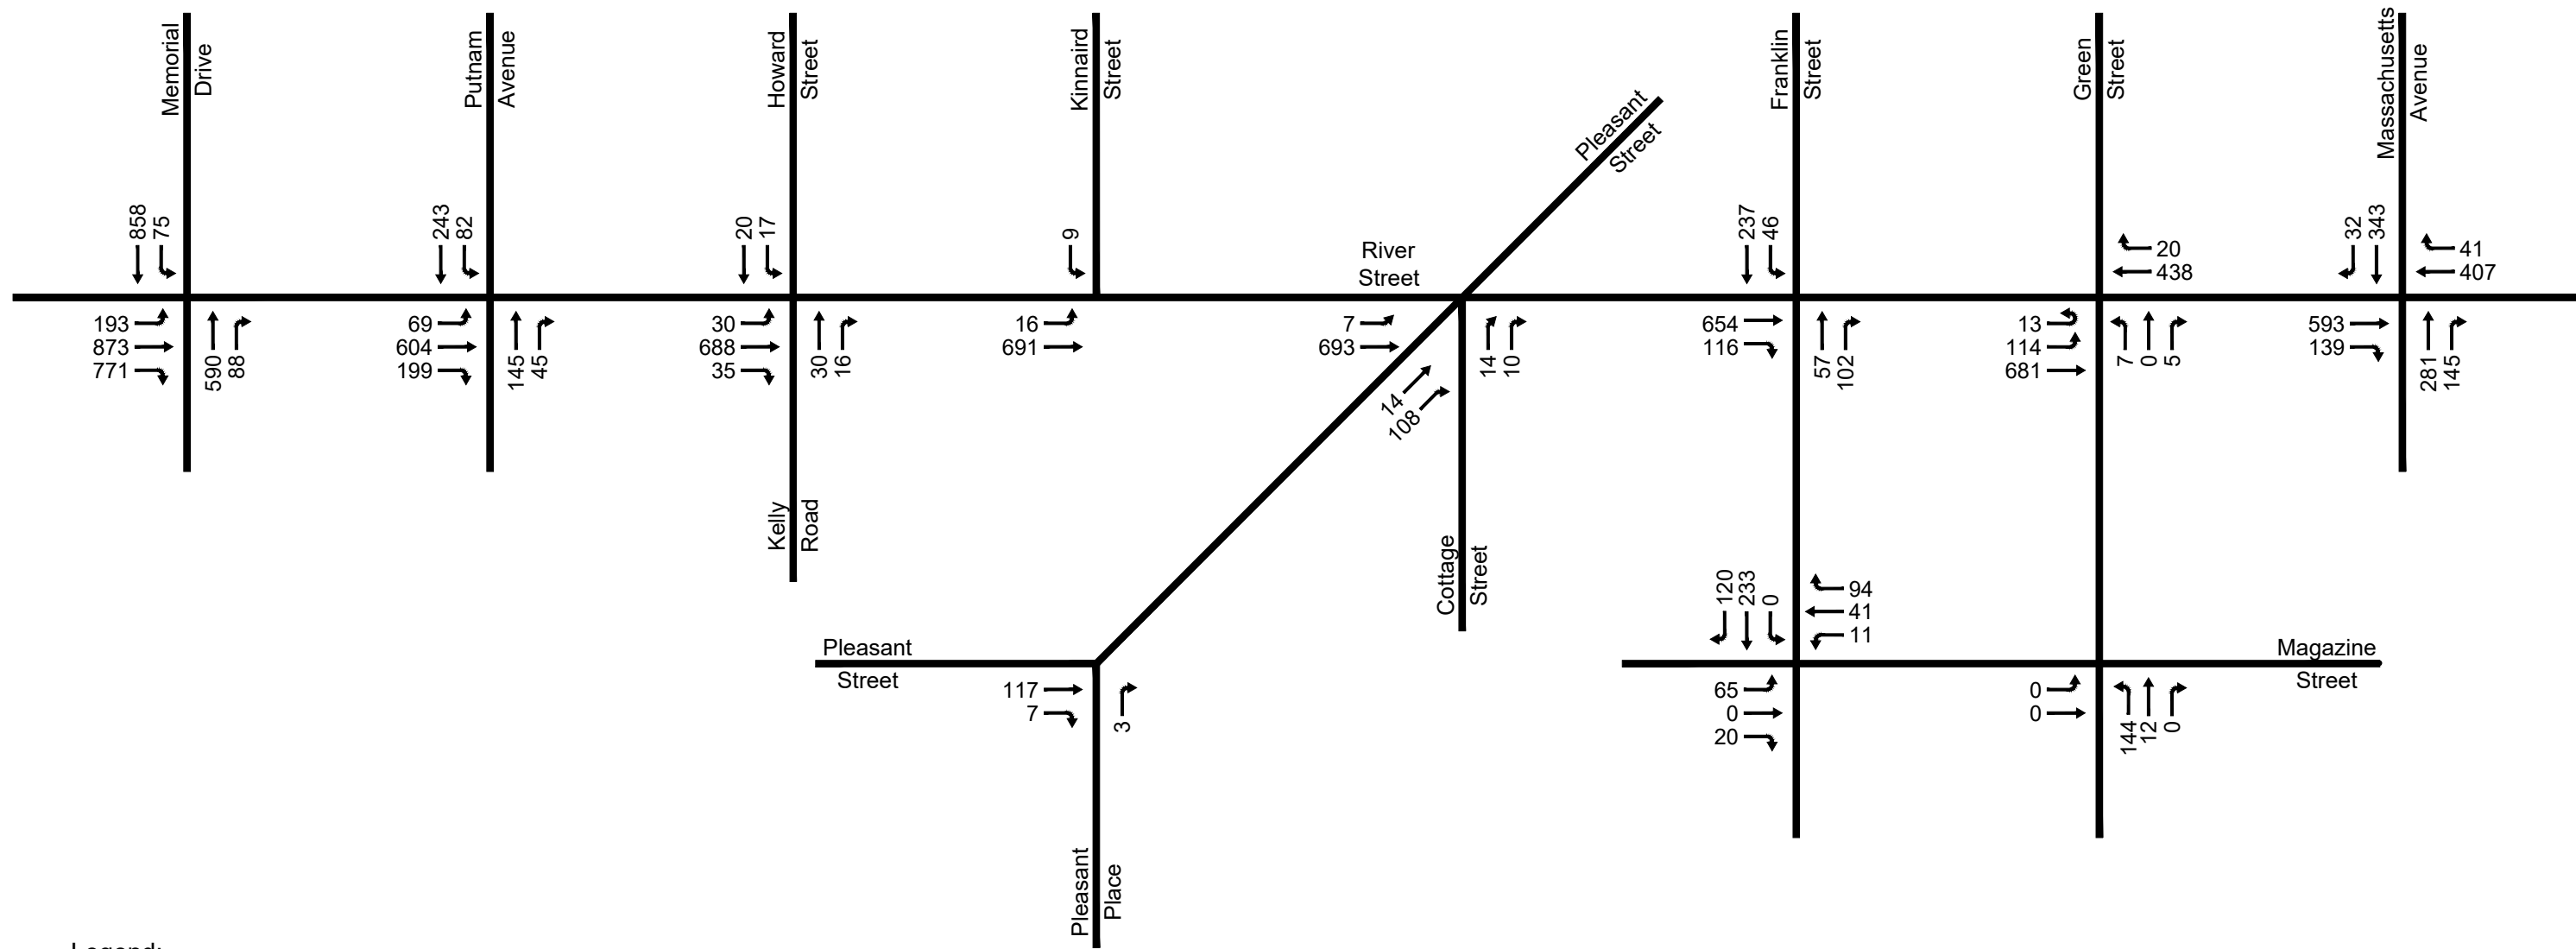 Memorial
Drive
Putnam
Avenue
Howard
Street
Kinnaird
Street
Pleasant
Street
Franklin
Street
Green
Street
Massachusetts
Avenue
River
Street
858
75
193
873
771
590
88
243
82
69
604
199
145
45
20
17
30
688
35
30
16
9
16
691
7
693
14
108
14
10
237
46
654
116
57
102
20
438
13
114
681
7
0
5
32
343
41
407
593
139
281
145
Kelly
Road
Cottage
Street
Pleasant
Street
117
7
3
Pleasant
Place
120
233
0
94
41
11
65
0
20
0
0
144
12
0
Magazine
Street
Legend: